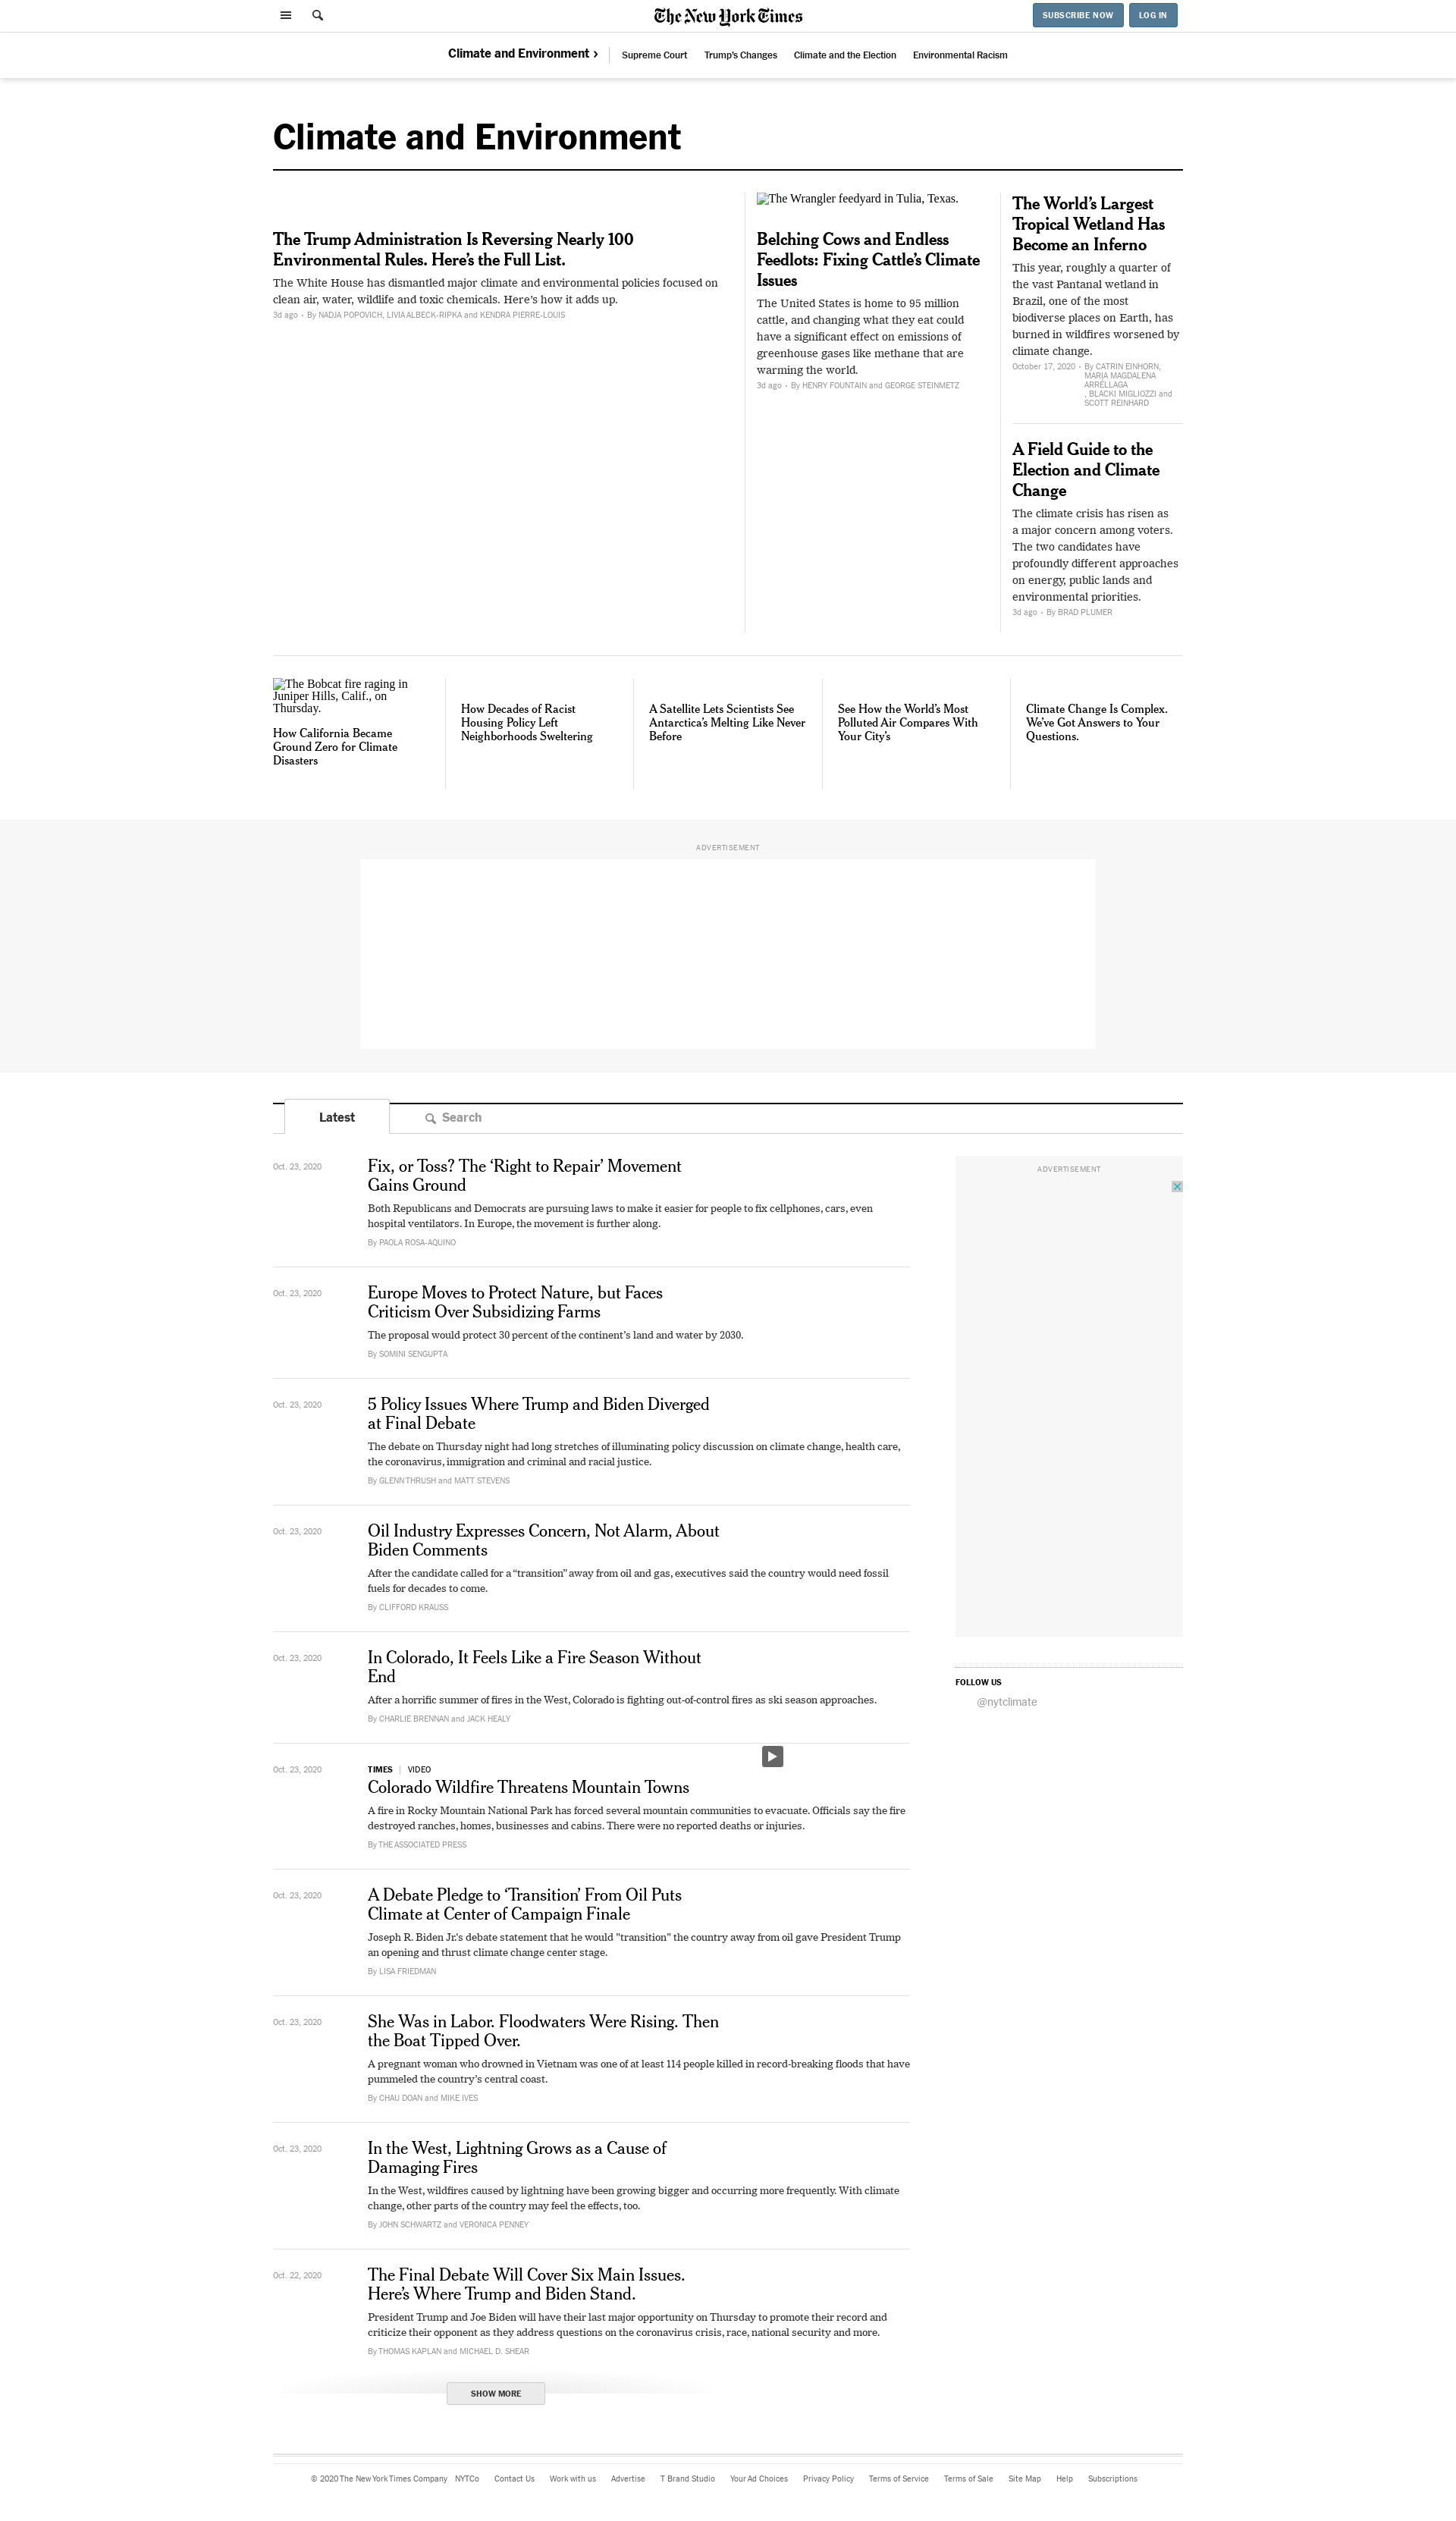 The New York Times
SUBSCRIBE NOW
LOG IN
Climate and Environment ›
Supreme Court
Trump's Changes
Climate and the Election
Environmental Racism
Climate and Environment
The Trump Administration Is Reversing Nearly 100
Environmental Rules. Here's the Full List.
The White House has dismantled major climate and environmental policies focused on
clean air, water, wildlife and toxic chemicals. Here's how it adds up.
3d ago • By NADJA POPOVICH, LIVIA ALBECK-RIPKA and KENDRA PIERRE-LOUIS
The Wrangler feedyard in Tulia, Texas.
Belching Cows and Endless
Feedlots: Fixing Cattle's Climate
Issues
The United States is home to 95 million
cattle, and changing what they eat could
have a significant effect on emissions of
greenhouse gases like methane that are
warming the world.
3d ago • By HENRY FOUNTAIN and GEORGE STEINMETZ
The World's Largest
Tropical Wetland Has
Become an Inferno
This year, roughly a quarter of
the vast Pantanal wetland in
Brazil, one of the most
biodiverse places on Earth, has
burned in wildfires worsened by
climate change.
October 17, 2020 • By CATRIN EINHORN,
MARIA MAGDALENA
ARRÉLLAGA
, BLACKI MIGLIOZZI and
SCOTT REINHARD
A Field Guide to the
Election and Climate
Change
The climate crisis has risen as
a major concern among voters.
The two candidates have
profoundly different approaches
on energy, public lands and
environmental priorities.
3d ago • By BRAD PLUMER
The Bobcat fire raging in
Juniper Hills, Calif., on
Thursday.
How California Became
Ground Zero for Climate
Disasters
How Decades of Racist
Housing Policy Left
Neighborhoods Sweltering
A Satellite Lets Scientists See
Antarctica's Melting Like Never
Before
See How the World's Most
Polluted Air Compares With
Your City's
Climate Change Is Complex.
We've Got Answers to Your
Questions.
ADVERTISEMENT
Latest
Search
Oct. 23, 2020
Fix, or Toss? The 'Right to Repair' Movement
Gains Ground
Both Republicans and Democrats are pursuing laws to make it easier for people to fix cellphones, cars, even
hospital ventilators. In Europe, the movement is further along.
By PAOLA ROSA-AQUINO
ADVERTISEMENT
Oct. 23, 2020
Europe Moves to Protect Nature, but Faces
Criticism Over Subsidizing Farms
The proposal would protect 30 percent of the continent's land and water by 2030.
By SOMINI SENGUPTA
Oct. 23, 2020
5 Policy Issues Where Trump and Biden Diverged
at Final Debate
The debate on Thursday night had long stretches of illuminating policy discussion on climate change, health care,
the coronavirus, immigration and criminal and racial justice.
By GLENN THRUSH and MATT STEVENS
Oct. 23, 2020
Oil Industry Expresses Concern, Not Alarm, About
Biden Comments
After the candidate called for a “transition” away from oil and gas, executives said the country would need fossil
fuels for decades to come.
By CLIFFORD KRAUSS
Oct. 23, 2020
In Colorado, It Feels Like a Fire Season Without
End
After a horrific summer of fires in the West, Colorado is fighting out-of-control fires as ski season approaches.
By CHARLIE BRENNAN and JACK HEALY
FOLLOW US
@nytclimate
Oct. 23, 2020
TIMES | VIDEO
Colorado Wildfire Threatens Mountain Towns
A fire in Rocky Mountain National Park has forced several mountain communities to evacuate. Officials say the fire
destroyed ranches, homes, businesses and cabins. There were no reported deaths or injuries.
By THE ASSOCIATED PRESS
Oct. 23, 2020
A Debate Pledge to 'Transition' From Oil Puts
Climate at Center of Campaign Finale
Joseph R. Biden Jr.'s debate statement that he would "transition" the country away from oil gave President Trump
an opening and thrust climate change center stage.
By LISA FRIEDMAN
Oct. 23, 2020
She Was in Labor. Floodwaters Were Rising. Then
the Boat Tipped Over.
A pregnant woman who drowned in Vietnam was one of at least 114 people killed in record-breaking floods that have
pummeled the country's central coast.
By CHAU DOAN and MIKE IVES
Oct. 23, 2020
In the West, Lightning Grows as a Cause of
Damaging Fires
In the West, wildfires caused by lightning have been growing bigger and occurring more frequently. With climate
change, other parts of the country may feel the effects, too.
By JOHN SCHWARTZ and VERONICA PENNEY
Oct. 22, 2020
The Final Debate Will Cover Six Main Issues.
Here's Where Trump and Biden Stand.
President Trump and Joe Biden will have their last major opportunity on Thursday to promote their record and
criticize their opponent as they address questions on the coronavirus crisis, race, national security and more.
By THOMAS KAPLAN and MICHAEL D. SHEAR
SHOW MORE
© 2020 The New York Times Company NYTCo Contact Us Work with us Advertise T Brand Studio Your Ad Choices Privacy Policy Terms of Service Terms of Sale Site Map Help Subscriptions